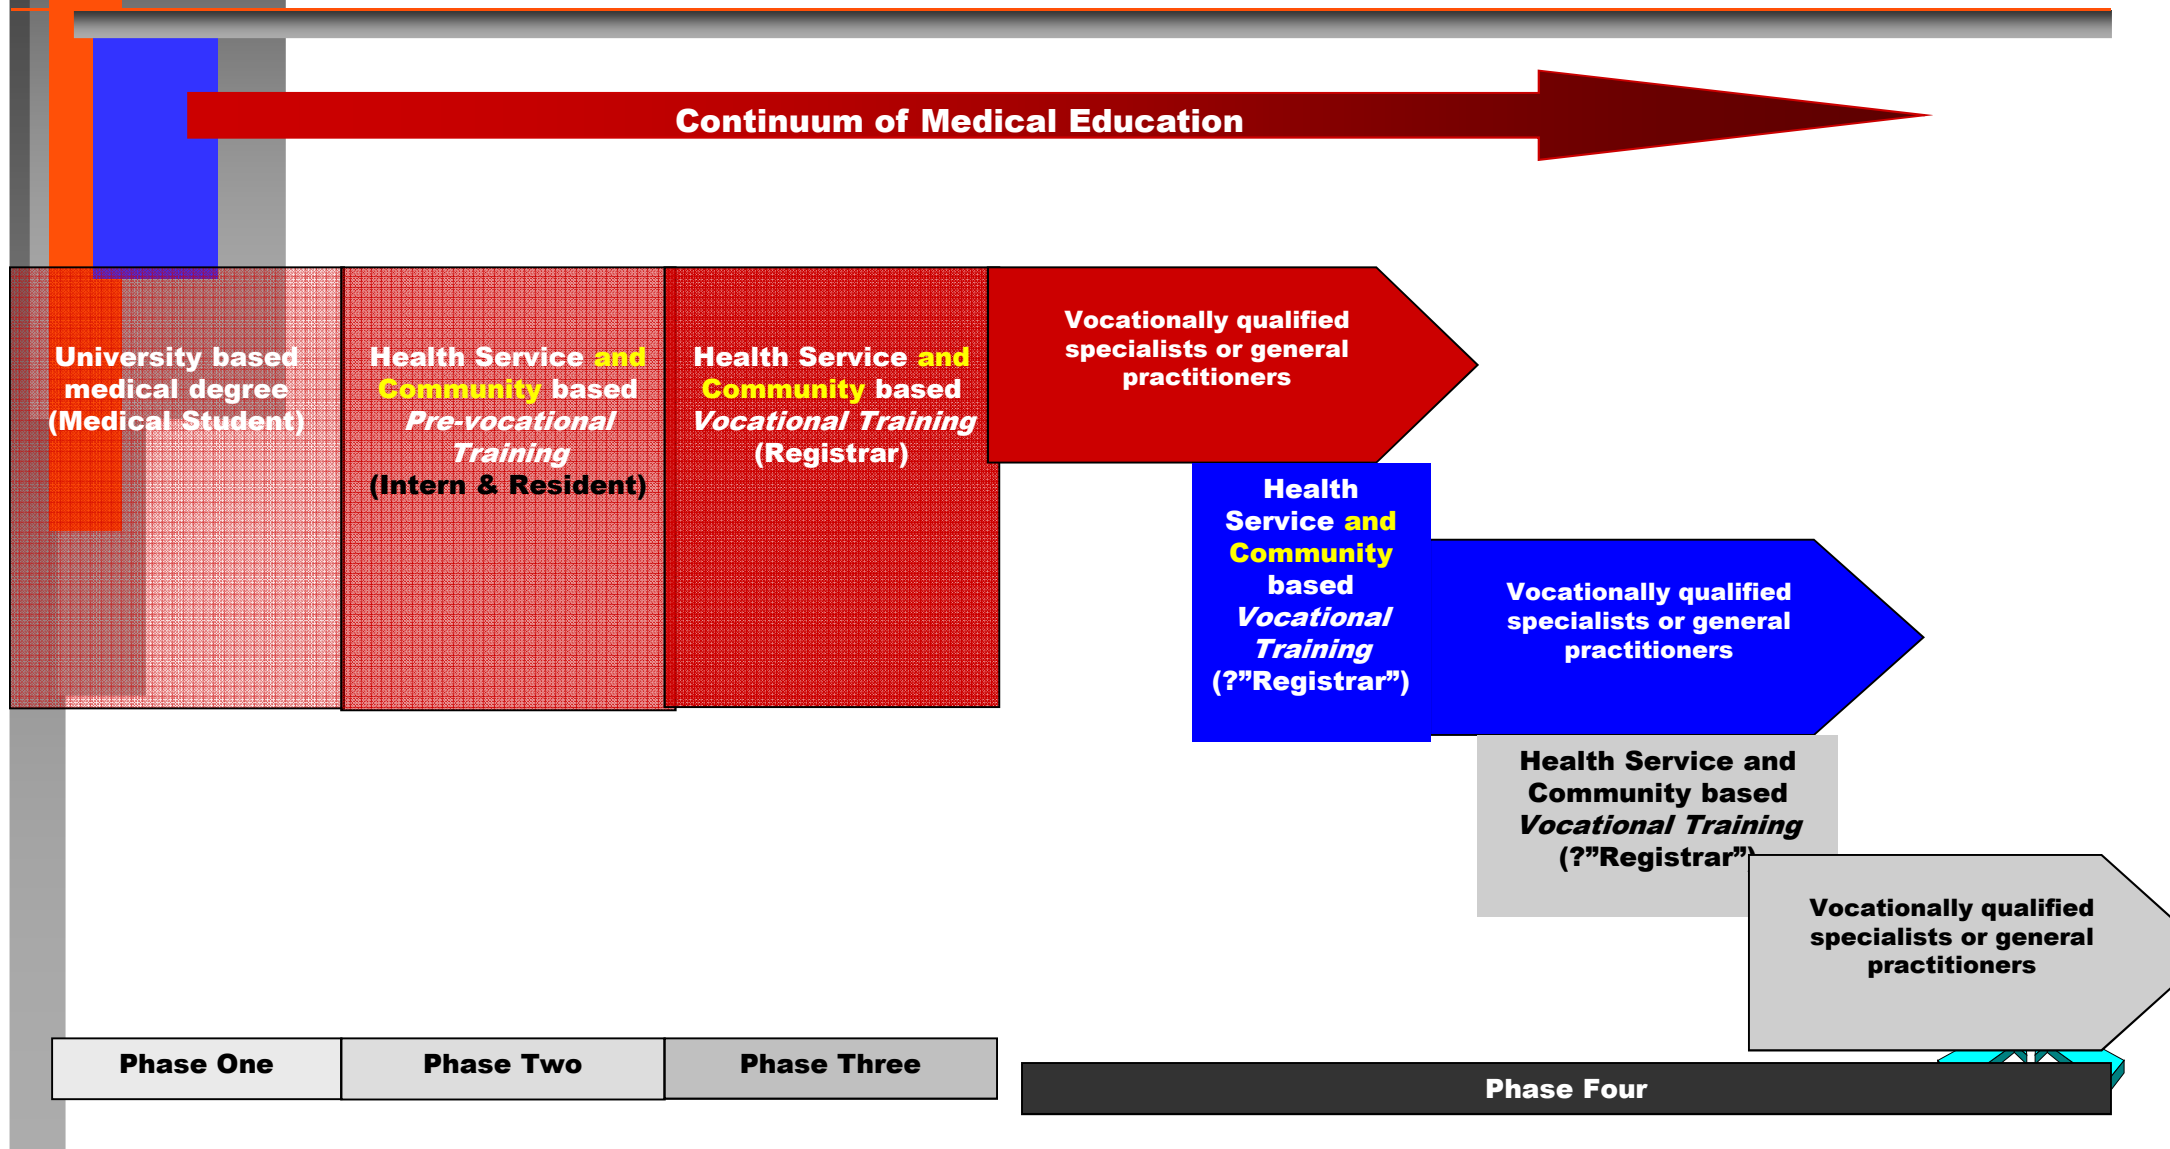 Continuum of Medical Education
University based
medical degree
(Medical Student)
Health Service and
Community based
Pre-vocational
Training
(Intern & Resident)
Health Service and
Community based
Vocational Training
(Registrar)
Vocationally qualified
specialists or general
practitioners
Health
Service and
Community
based
Vocational
Training
(?”Registrar”)
Vocationally qualified
specialists or general
practitioners
Health Service and
Community based
Vocational Training
(?”Registrar”)
Vocationally qualified
specialists or general
practitioners
Phase One
Phase Two
Phase Three
Phase Four